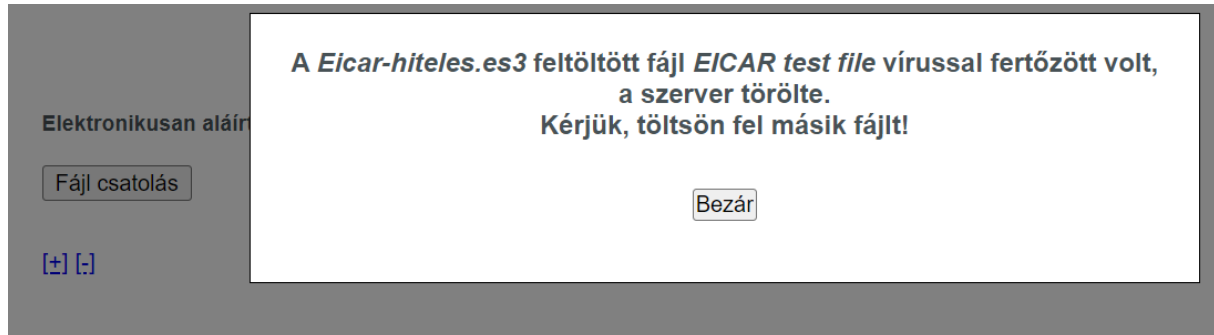 A Eicar-hiteles.es3 feltöltött fájl EICAR test file vírussal fertőzött volt,
a szerver törölte.
Kérjük, töltsön fel másik fájlt!
Bezár
Elektronikusan aláírt
Fájl csatolás
[+] [-]